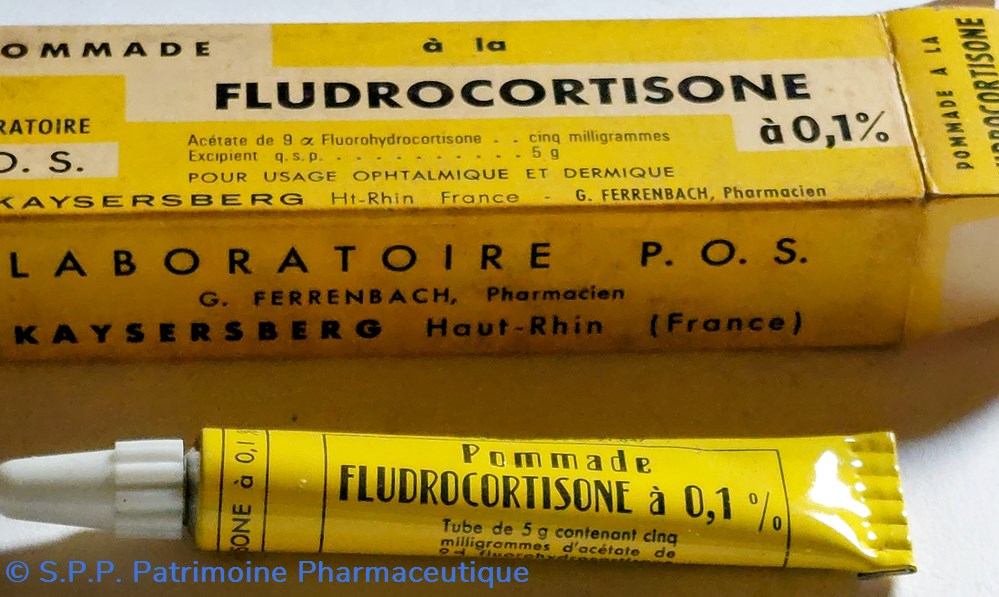 OMMADE à la
FLUDROCORTISONE
à 0,1%
RATOIRE
O. S.
Acétate de 9 α Fluorohydrocortisone . . cinq milligrammes
Excipient q.s.p. . . . . . . . . . . . 5 g
POUR USAGE OPHTALMIQUE ET DERMIQUE
KAYSERSBERG Ht-Rhin France - G. FERRENBACH, Pharmacien
POMMADE A LA
LABORATOIRE P. O. S.
G. FERRENBACH, Pharmacien
KAYSERSBERG Haut-Rhin (France)
SONE à 0,1
Pommade
FLUDROCORTISONE à 0,1 %
Tube de 5 g contenant cinq
milligrammes d'acétate de
© S.P.P. Patrimoine Pharmaceutique